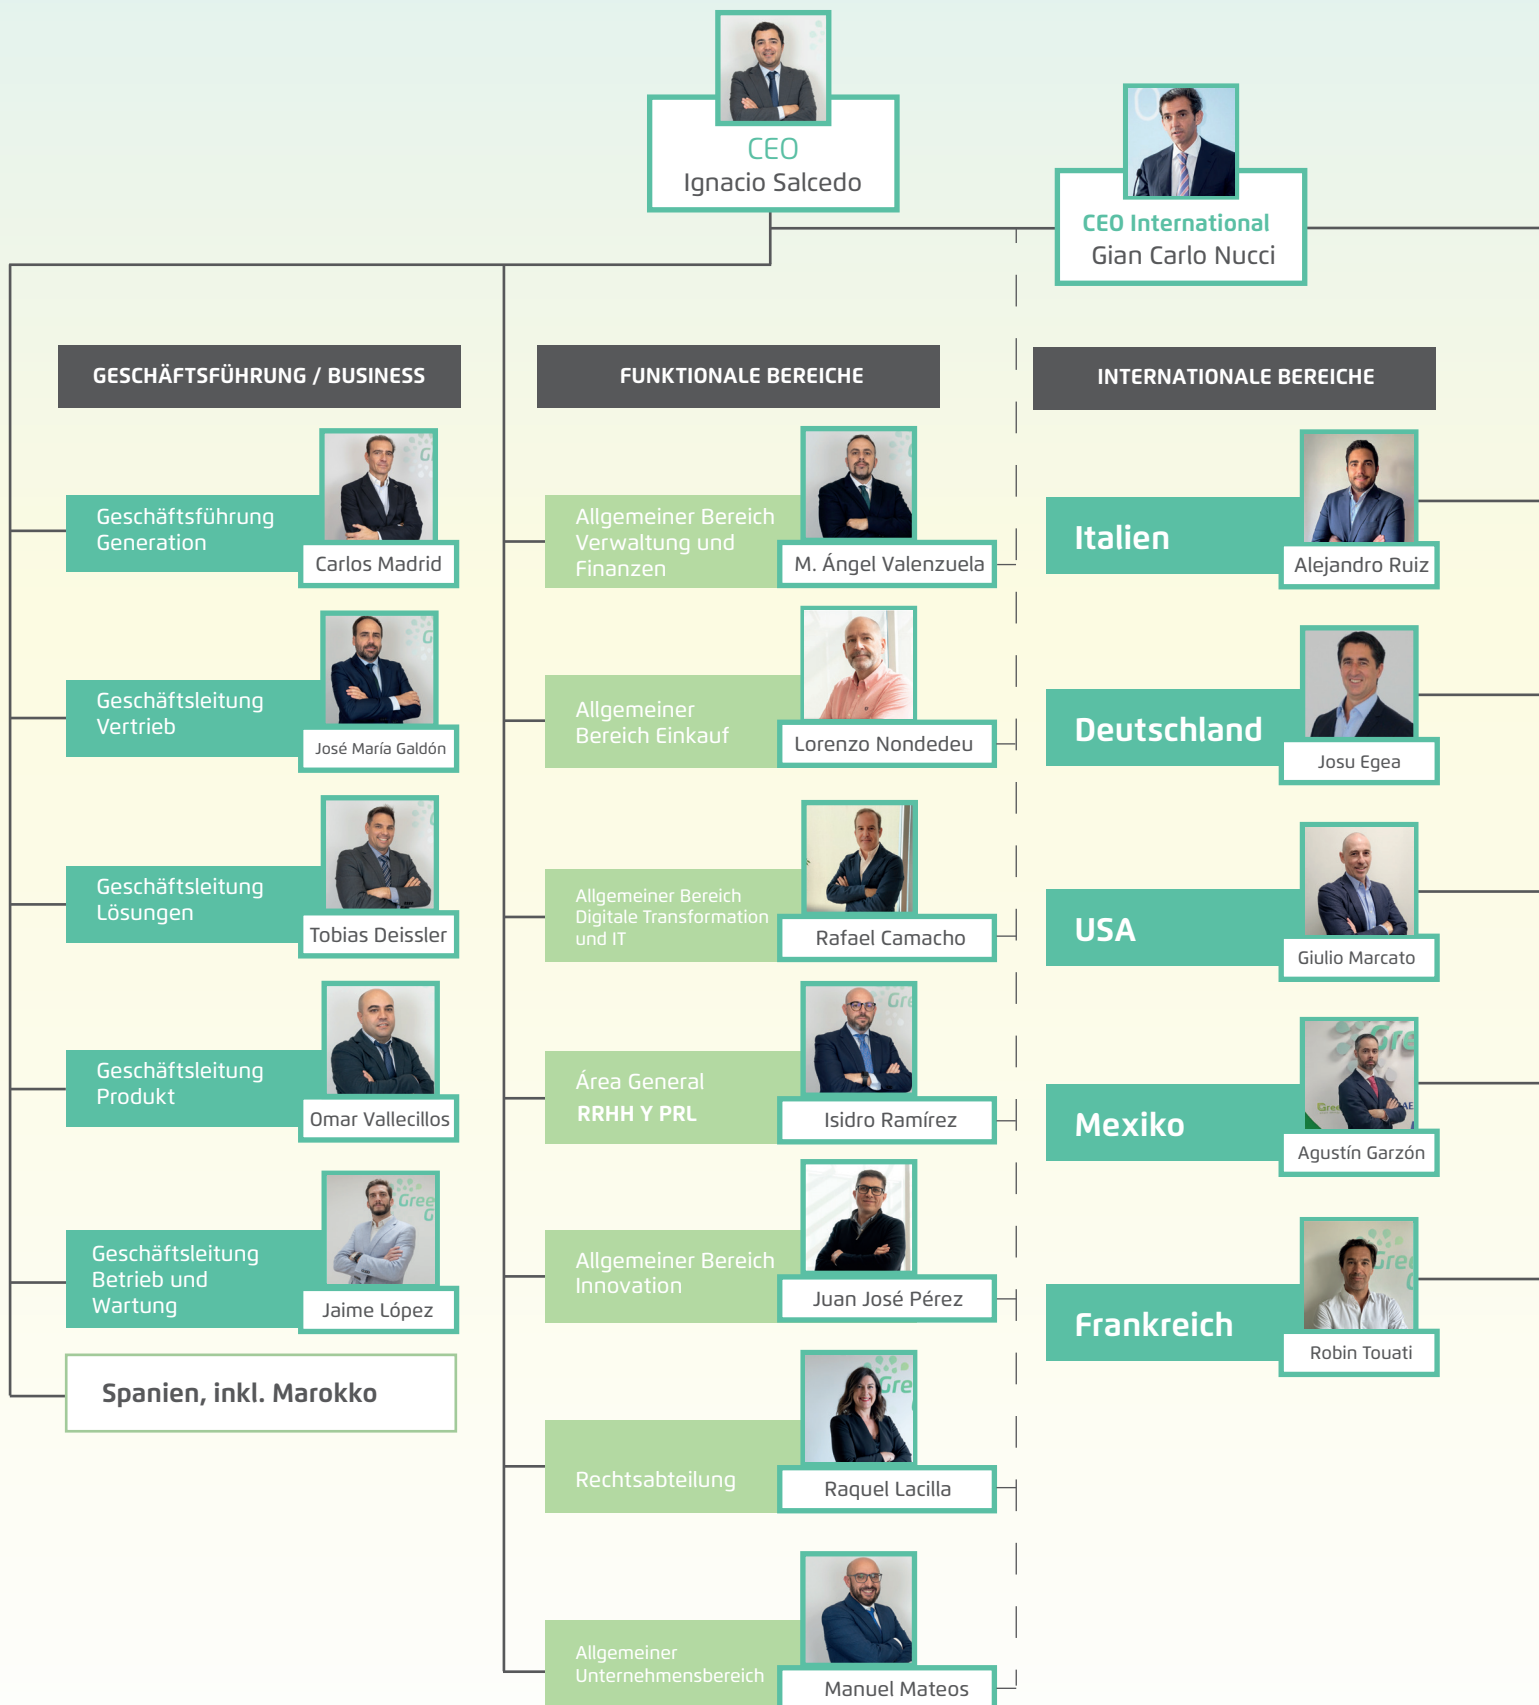 CEO
Ignacio Salcedo
CEO International
Gian Carlo Nucci
GESCHÄFTSFÜHRUNG / BUSINESS
Geschäftsführung
Generation
Carlos Madrid
Geschäftsleitung
Vertrieb
José María Galdón
Geschäftsleitung
Lösungen
Tobias Deissler
Geschäftsleitung
Produkt
Omar Vallecillos
Geschäftsleitung
Betrieb und
Wartung
Jaime López
Spanien, inkl. Marokko
FUNKTIONALE BEREICHE
Allgemeiner Bereich
Verwaltung und
Finanzen
M. Ángel Valenzuela
Allgemeiner
Bereich Einkauf
Lorenzo Nondedeu
Allgemeiner Bereich
Digitale Transformation
und IT
Rafael Camacho
Área General
RRHH Y PRL
Isidro Ramírez
Allgemeiner Bereich
Innovation
Juan José Pérez
Rechtsabteilung
Raquel Lacilla
Allgemeiner
Unternehmensbereich
Manuel Mateos
INTERNATIONALE BEREICHE
Italien
Alejandro Ruiz
Deutschland
Josu Egea
USA
Giulio Marcato
Mexiko
Agustín Garzón
Frankreich
Robin Touati